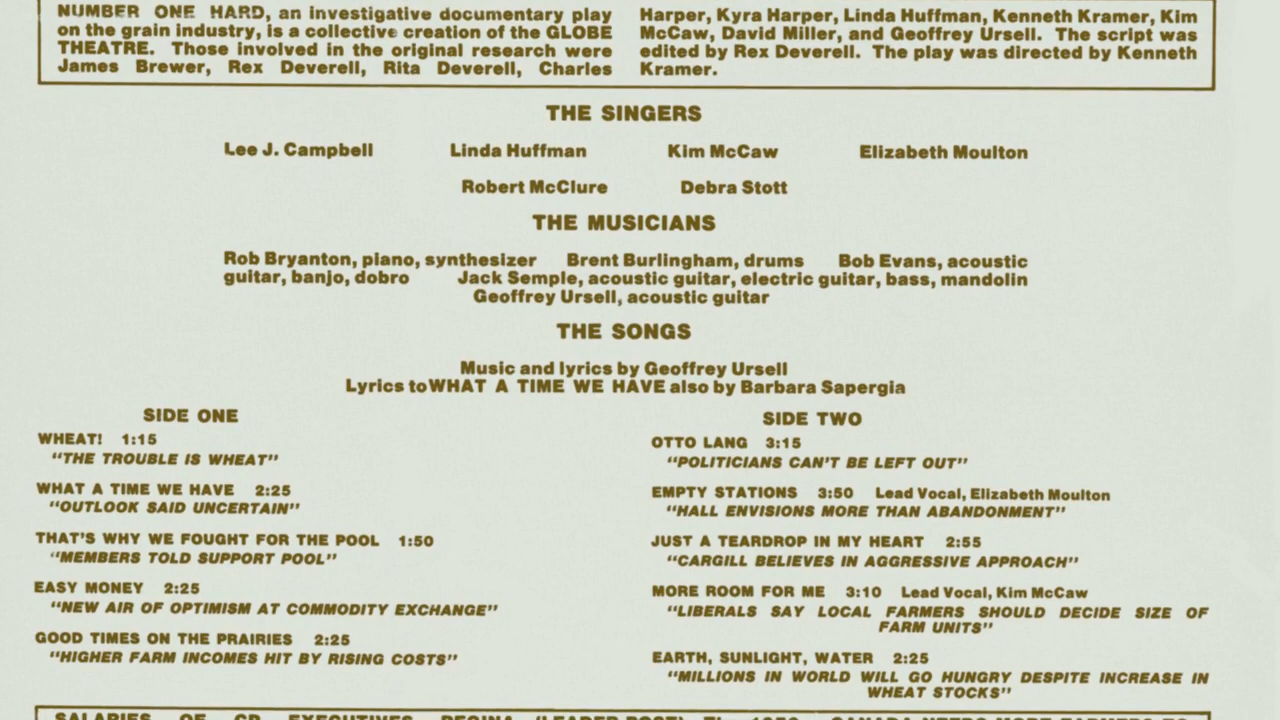 NUMBER ONE HARD, an investigative documentary play
on the grain industry, is a collective creation of the GLOBE
THEATRE. Those involved in the original research were
James Brewer, Rex Deverell, Rita Deverell, Charles
Harper, Kyra Harper, Linda Huffman, Kenneth Kramer, Kim
McCaw, David Miller, and Geoffrey Ursell. The script was
edited by Rex Deverell. The play was directed by Kenneth
Kramer.
THE SINGERS
Lee J. Campbell Linda Huffman Kim McCaw Elizabeth Moulton
Robert McClure Debra Stott
THE MUSICIANS
Rob Bryanton, piano, synthesizer Brent Burlingham, drums Bob Evans, acoustic
guitar, banjo, dobro Jack Semple, acoustic guitar, electric guitar, bass, mandolin
Geoffrey Ursell, acoustic guitar
THE SONGS
Music and lyrics by Geoffrey Ursell
Lyrics to WHAT A TIME WE HAVE also by Barbara Sapergia
SIDE ONE
WHEAT! 1:15
"THE TROUBLE IS WHEAT"
WHAT A TIME WE HAVE 2:25
"OUTLOOK SAID UNCERTAIN"
THAT'S WHY WE FOUGHT FOR THE POOL 1:50
"MEMBERS TOLD SUPPORT POOL"
EASY MONEY 2:25
"NEW AIR OF OPTIMISM AT COMMODITY EXCHANGE"
GOOD TIMES ON THE PRAIRIES 2:25
"HIGHER FARM INCOMES HIT BY RISING COSTS"
SIDE TWO
OTTO LANG 3:15
"POLITICIANS CAN'T BE LEFT OUT"
EMPTY STATIONS 3:50 Lead Vocal, Elizabeth Moulton
"HALL ENVISIONS MORE THAN ABANDONMENT"
JUST A TEARDROP IN MY HEART 2:55
"CARGILL BELIEVES IN AGGRESSIVE APPROACH"
MORE ROOM FOR ME 3:10 Lead Vocal, Kim McCaw
"LIBERALS SAY LOCAL FARMERS SHOULD DECIDE SIZE OF
FARM UNITS"
EARTH, SUNLIGHT, WATER 2:25
"MILLIONS IN WORLD WILL GO HUNGRY DESPITE INCREASE IN
WHEAT STOCKS"